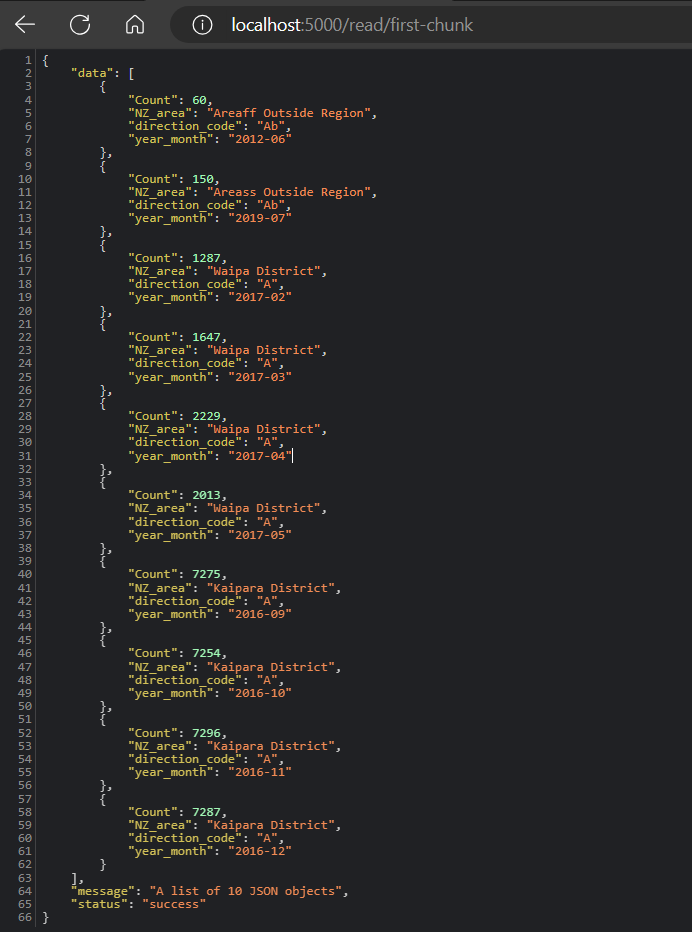 localhost:5000/read/first-chunk
1 {
2     "data": [
3         {
4             "Count": 60,
5             "NZ_area": "Areaff Outside Region",
6             "direction_code": "Ab",
7             "year_month": "2012-06"
8         },
9         {
10             "Count": 150,
11             "NZ_area": "Areass Outside Region",
12             "direction_code": "Ab",
13             "year_month": "2019-07"
14         },
15         {
16             "Count": 1287,
17             "NZ_area": "Waipa District",
18             "direction_code": "A",
19             "year_month": "2017-02"
20         },
21         {
22             "Count": 1647,
23             "NZ_area": "Waipa District",
24             "direction_code": "A",
25             "year_month": "2017-03"
26         },
27         {
28             "Count": 2229,
29             "NZ_area": "Waipa District",
30             "direction_code": "A",
31             "year_month": "2017-04"
32         },
33         {
34             "Count": 2013,
35             "NZ_area": "Waipa District",
36             "direction_code": "A",
37             "year_month": "2017-05"
38         },
39         {
40             "Count": 7275,
41             "NZ_area": "Kaipara District",
42             "direction_code": "A",
43             "year_month": "2016-09"
44         },
45         {
46             "Count": 7254,
47             "NZ_area": "Kaipara District",
48             "direction_code": "A",
49             "year_month": "2016-10"
50         },
51         {
52             "Count": 7296,
53             "NZ_area": "Kaipara District",
54             "direction_code": "A",
55             "year_month": "2016-11"
56         },
57         {
58             "Count": 7287,
59             "NZ_area": "Kaipara District",
60             "direction_code": "A",
61             "year_month": "2016-12"
62         }
63     ],
64     "message": "A list of 10 JSON objects",
65     "status": "success"
66 }